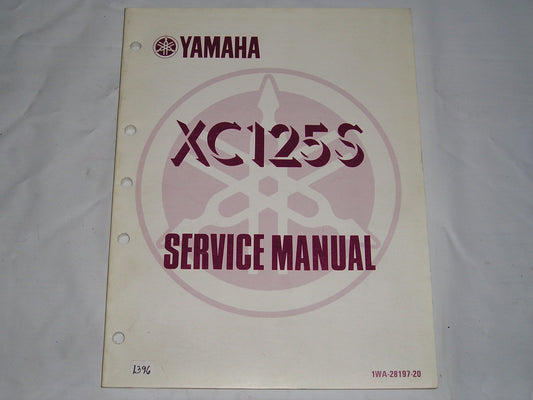 YAMAHA
XC125S
SERVICE MANUAL
1396
1WA-28197-20